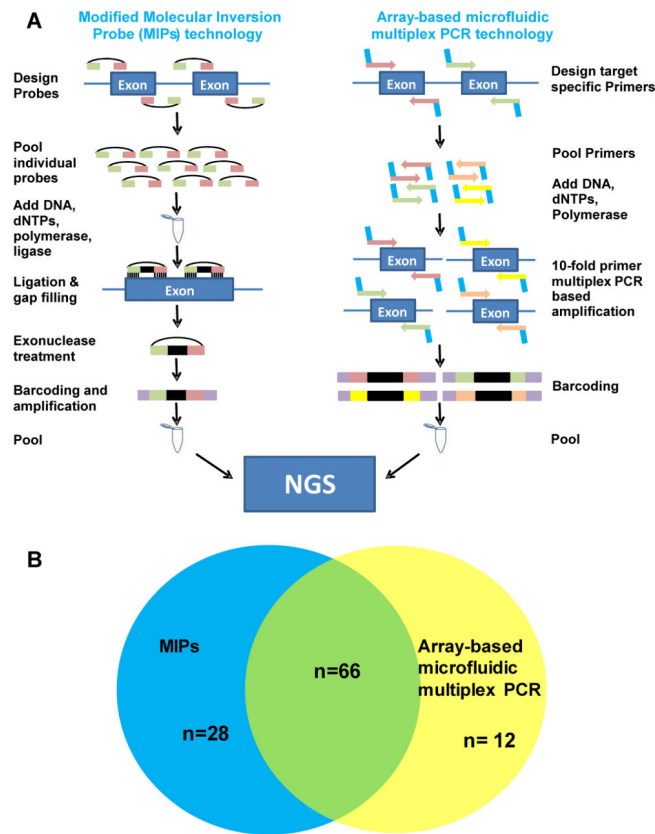 A
Modified Molecular Inversion
Probe (MIPs) technology
Design
Probes
Exon
Exon
Pool
individual
probes
Add DNA,
dNTPs,
polymerase,
ligase
Ligation &
gap filling
Exon
Exonuclease
treatment
Barcoding and
amplification
Pool
Array-based microfluidic
multiplex PCR technology
Exon
Exon
Design target
specific Primers
Pool Primers
Add DNA,
dNTPs,
Polymerase
Exon
Exon
Exon
Exon
10-fold primer
multiplex PCR
based
amplification
Barcoding
Pool
NGS
B
MIPs
n=28
n=66
Array-based
microfluidic
multiplex PCR
n= 12